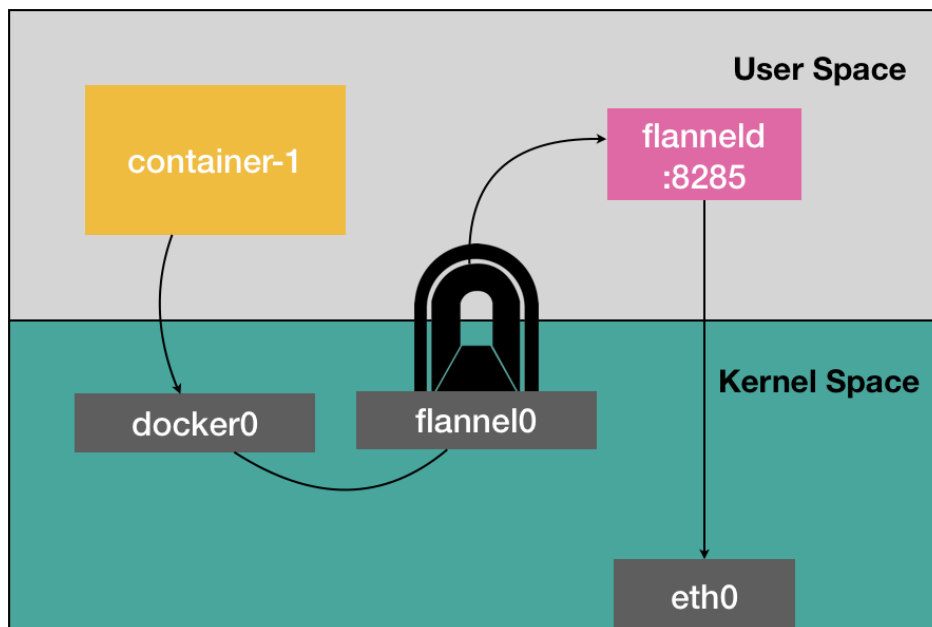 User Space
container-1
flanneld
:8285
Kernel Space
docker0
flannel0
eth0